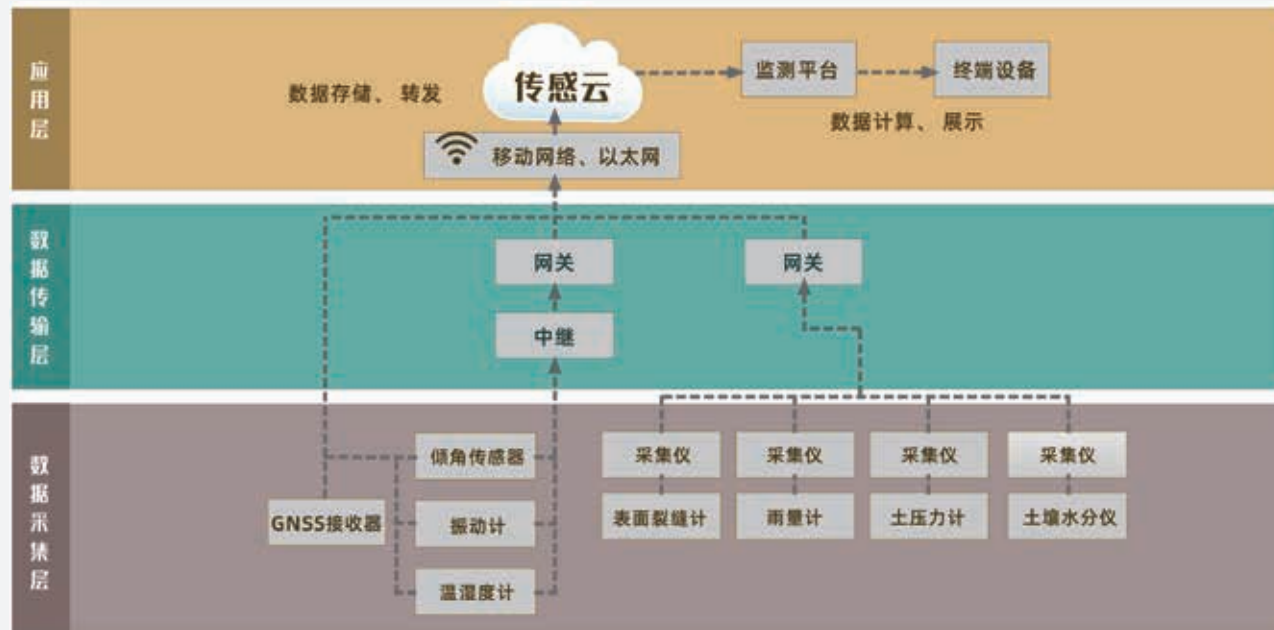 应用层
传感云
监测平台
终端设备
数据存储、 转发
数据计算、 展示
移动网络、以太网
数据传输层
网关
网关
中继
数据采集层
倾角传感器
采集仪
采集仪
采集仪
采集仪
GNSS接收器
振动计
表面裂缝计
雨量计
土压力计
土壤水分仪
温湿度计